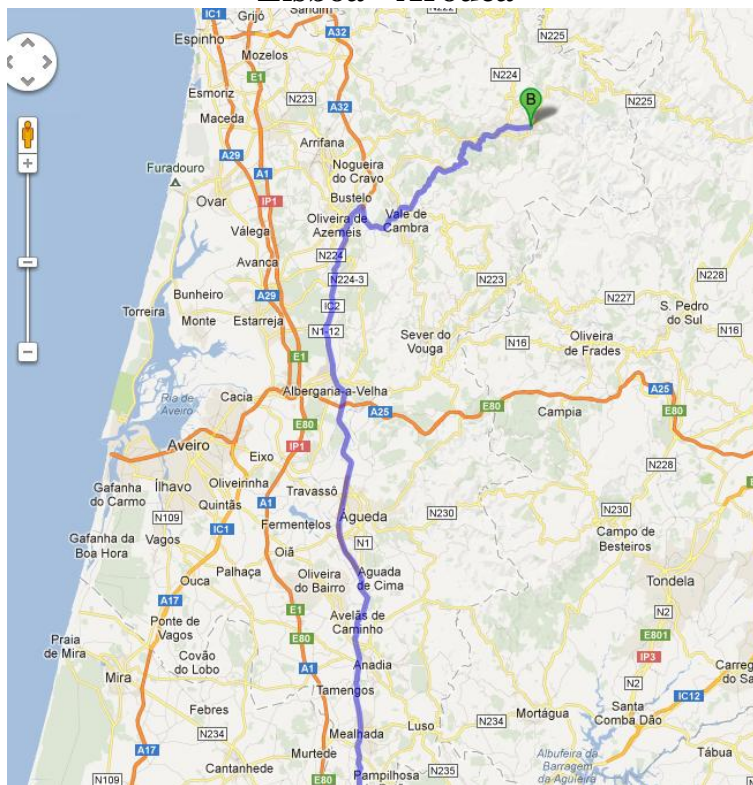 IC1
Grijó
Sandim
N222
Espinho
A32
N225
Mozelos
E1
N224
B
N225
Esmoriz
N223
A32
Maceda
Arrifana
A29
A1
Nogueira
do Cravo
Furadouro
Ovar
IP1
Bustelo
Oliveira de
Azeméis
Vale de
Cambra
Válega
N224
Avanca
N224-3
N223
N228
A29
Bunheiro
IC2
N227
Torreira
Monte
Estarreja
N1-12
S. Pedro
do Sul
Sever do
Vouga
N16
Oliveira
de Frades
N16
E1
Ria de
Aveiro
Cacia
Albergaria-a-Velha
A25
E80
A25
E80
Campia
E80
Aveiro
IP1
Eixo
N228
Gafanha
do Carmo
Ílhavo
Oliveirinha
Travassô
Quintãs
A1
Águeda
N230
N230
N109
IC1
Fermentelos
Gafanha da
Boa Hora
Vagos
N1
Campo de
Besteiros
Oiã
Palhaça
Oliveira
do Bairro
Aguada
de Cima
Tondela
Ouca
A17
E1
N2
Ponte de
Vagos
Avelãs de
Caminho
E80
E801
Praia
de Mira
Covão
do Lobo
A1
Anadia
IP3
Carreg
do Sa
Mira
Tamengos
N2
IC12
Febres
Mortágua
Santa
Comba Dão
N234
Luso
N234
Mealhada
A17
Murtede
Albufeira da
Barragem
da Aguieira
Tábua
N109
Cantanhede
E80
Pampilhosa
N235